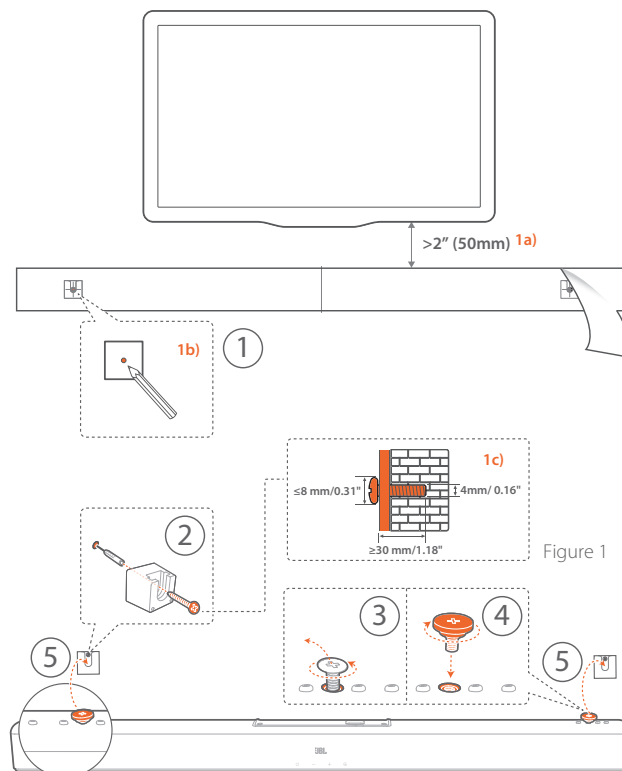 >2” (50mm) 1a)
1b)
1
1c)
≤8 mm/0.31"
4mm/ 0.16"
≥30 mm/1.18"
Figure 1
2
3
4
5
5
JBL